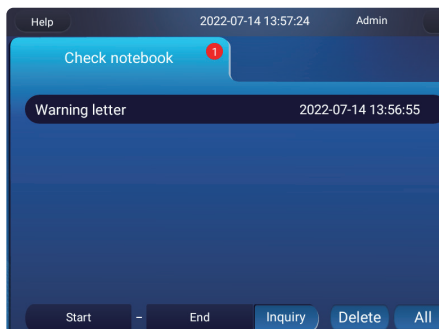 Help 2022-07-14 13:57:24 Admin
Check notebook 1
Warning letter 2022-07-14 13:56:55
Start – End Inquiry Delete All